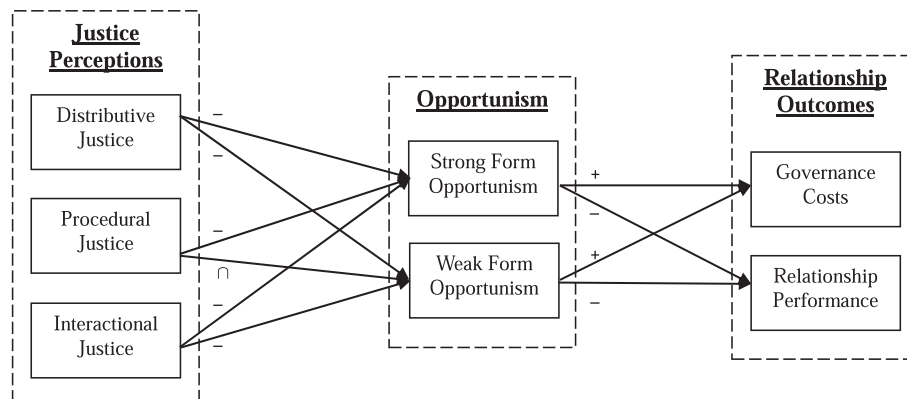 Justice
Perceptions
Distributive
Justice
Procedural
Justice
Interactional
Justice
–
–
–
∩
–
–
Opportunism
Strong Form
Opportunism
Weak Form
Opportunism
+
–
+
–
Relationship
Outcomes
Governance
Costs
Relationship
Performance